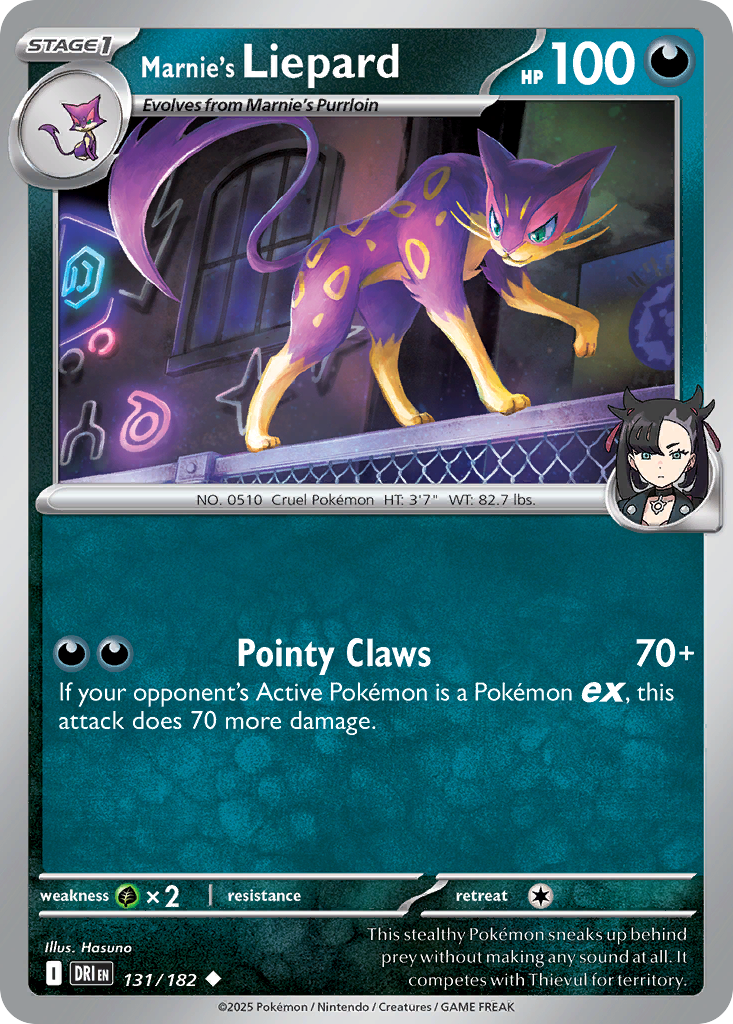 STAGE1
Marnie's Liepard
HP 100
Evolves from Marnie's Purrloin
NO. 0510 Cruel Pokémon HT: 3'7" WT: 82.7 lbs.
Pointy Claws 70+
If your opponent's Active Pokémon is a Pokémon ex, this
attack does 70 more damage.
weakness ×2 resistance retreat
Illus. Hasuno
I DRI EN 131/182
This stealthy Pokémon sneaks up behind
prey without making any sound at all. It
competes with Thievul for territory.
©2025 Pokémon / Nintendo / Creatures / GAME FREAK